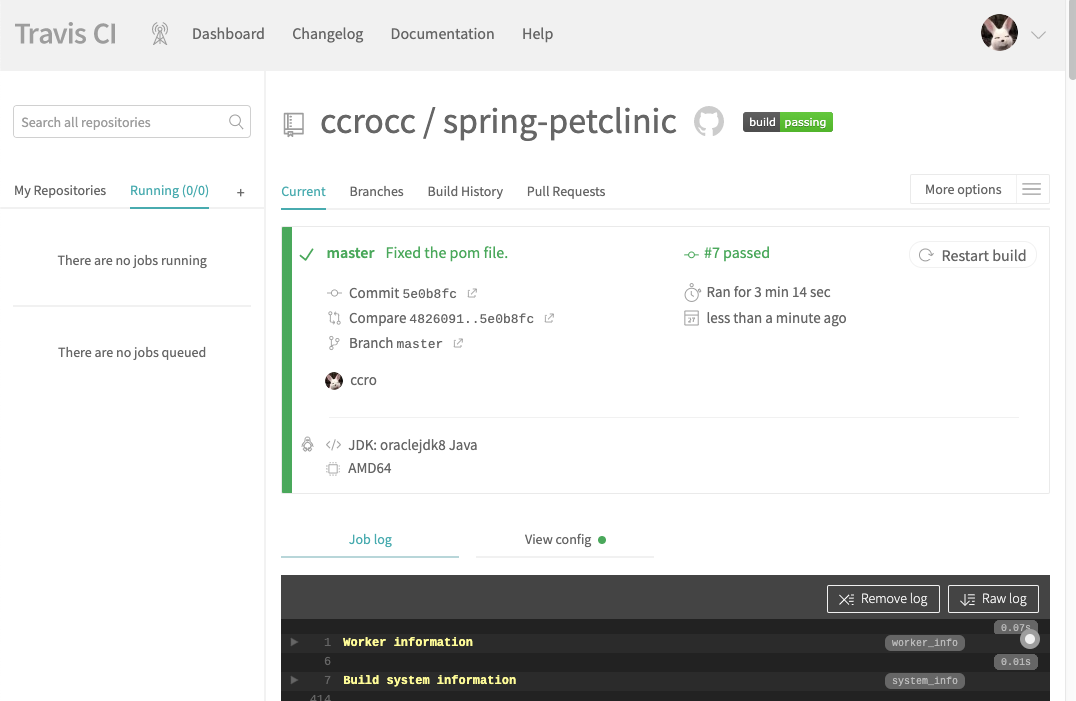 Travis CI
Dashboard
Changelog
Documentation
Help
Search all repositories
My Repositories
Running (0/0)
+
There are no jobs running
There are no jobs queued
ccrocc / spring-petclinic
build passing
Current
Branches
Build History
Pull Requests
More options
master Fixed the pom file.
#7 passed
Restart build
Commit 5e0b8fc
Ran for 3 min 14 sec
Compare 4826091..5e0b8fc
27
less than a minute ago
Branch master
ccro
</> JDK: oraclejdk8 Java
AMD64
Job log
View config
Remove log
Raw log
0.07s
1 Worker information
worker_info
6
0.01s
7 Build system information
system_info
414